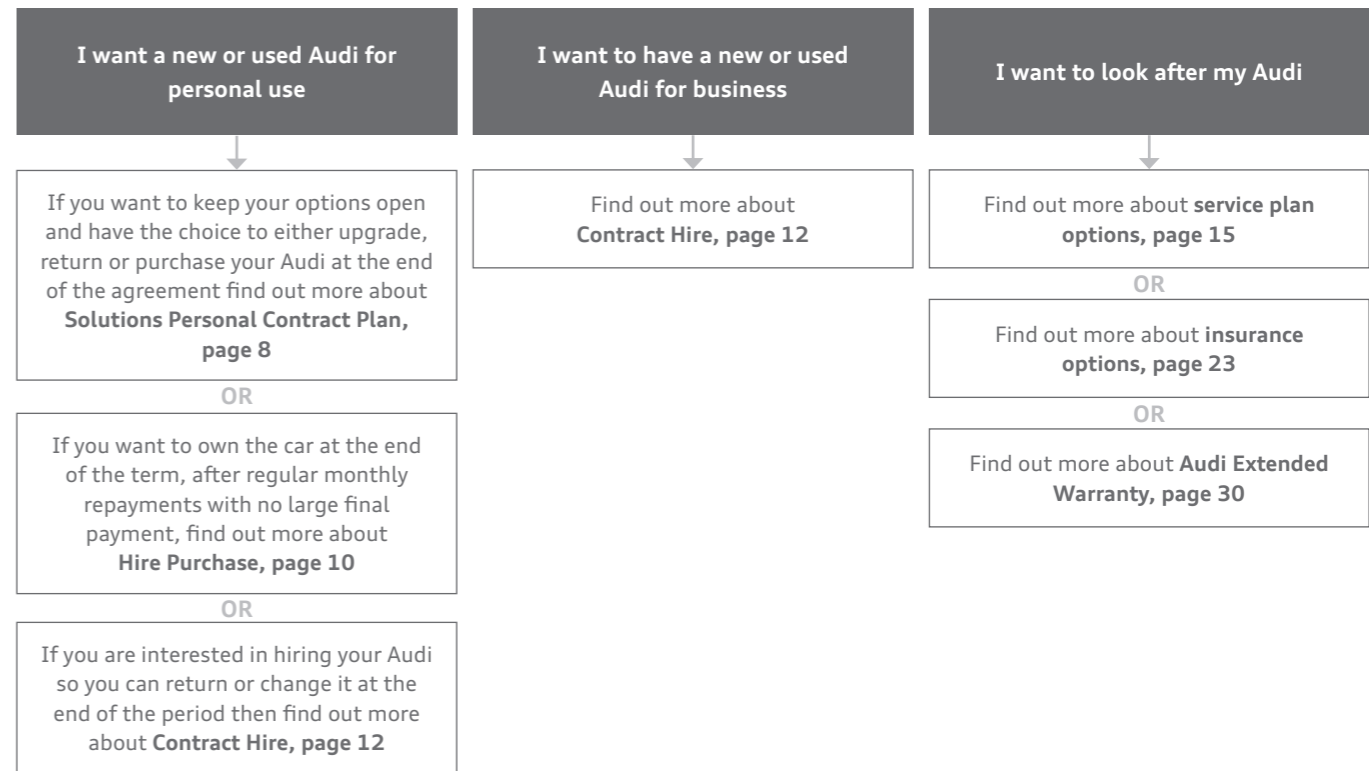 I want a new or used Audi for
personal use
If you want to keep your options open
and have the choice to either upgrade,
return or purchase your Audi at the end
of the agreement find out more about
Solutions Personal Contract Plan,
page 8
OR
If you want to own the car at the end
of the term, after regular monthly
repayments with no large final
payment, find out more about
Hire Purchase, page 10
OR
If you are interested in hiring your Audi
so you can return or change it at the
end of the period then find out more
about Contract Hire, page 12
I want to have a new or used
Audi for business
Find out more about
Contract Hire, page 12
I want to look after my Audi
Find out more about service plan
options, page 15
OR
Find out more about insurance
options, page 23
OR
Find out more about Audi Extended
Warranty, page 30